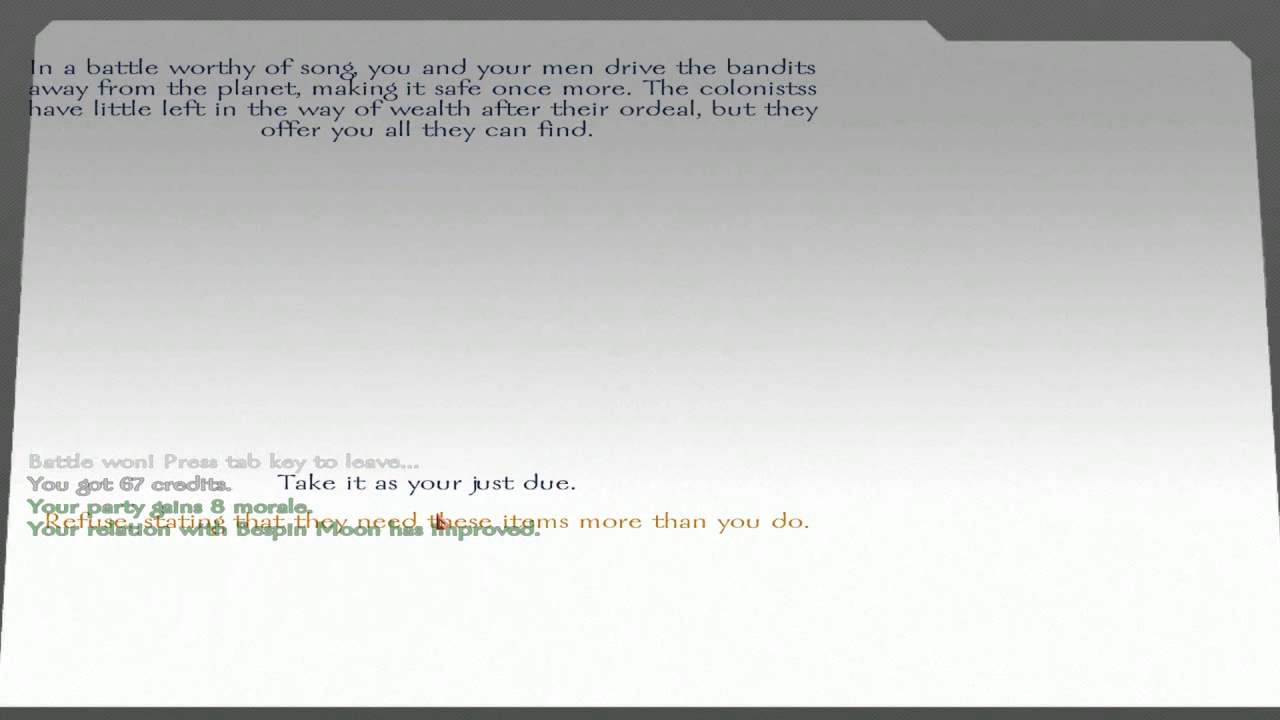 In a battle worthy of song, you and your men drive the bandits
away from the planet, making it safe once more. The colonistss
have little left in the way of wealth after their ordeal, but they
offer you all they can find.
Battle won! Press tab key to leave...
You got 67 credits.
Take it as your just due.
Your party gains 8 morale.
Refuse, stating that they need these items more than you do.
Your relation with Bespin Moon has improved.